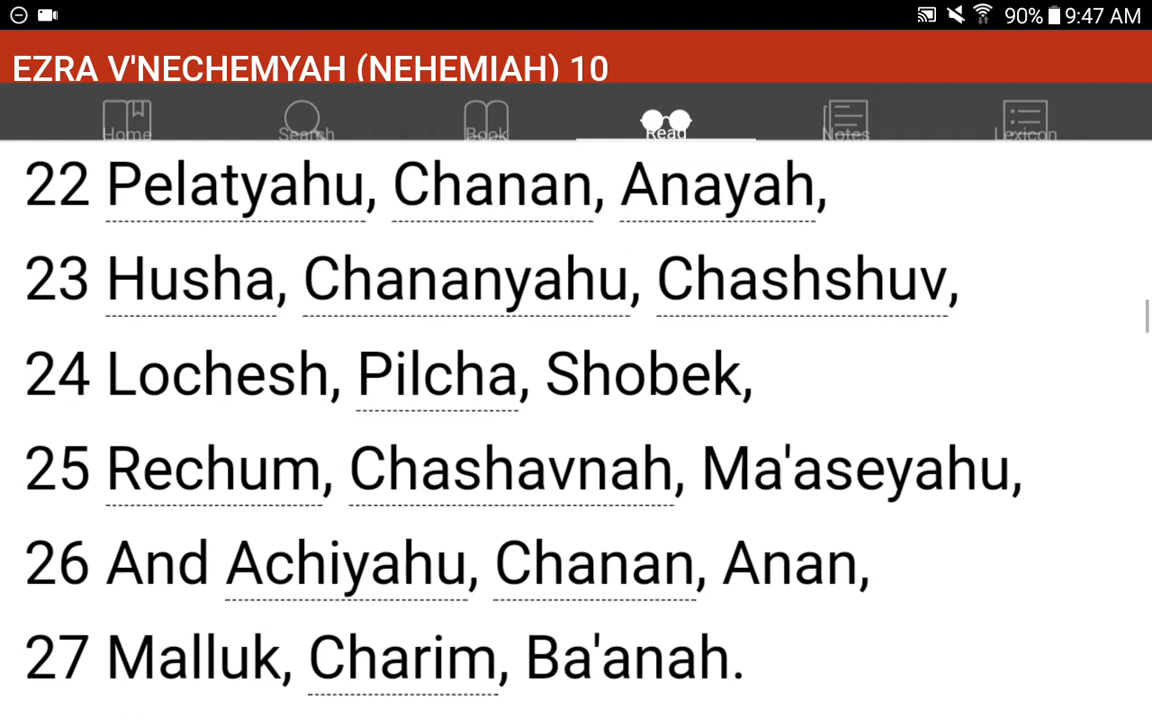 90% 9:47 AM
EZRA V'NECHEMYAH (NEHEMIAH) 10
Home Search Book Read Notes Lexicon
22 Pelatyahu, Chanan, Anayah,
23 Husha, Chananyahu, Chashshuv,
24 Lochesh, Pilcha, Shobek,
25 Rechum, Chashavnah, Ma'aseyahu,
26 And Achiyahu, Chanan, Anan,
27 Malluk, Charim, Ba'anah.